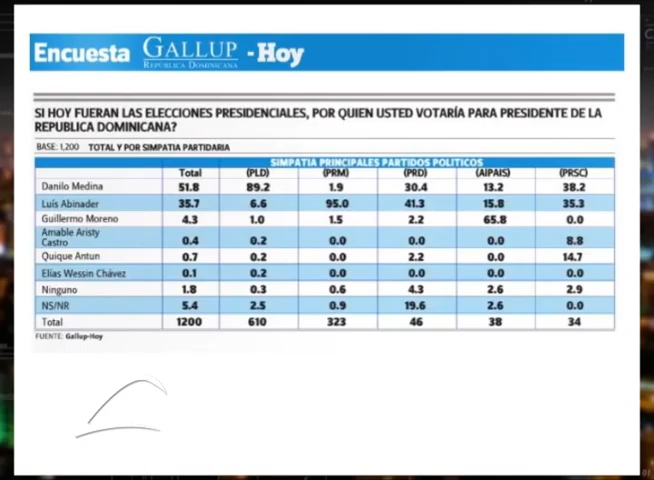 Encuesta GALLUP - Hoy
REPÚBLICA DOMINICANA
SI HOY FUERAN LAS ELECCIONES PRESIDENCIALES, POR QUIEN USTED VOTARÍA PARA PRESIDENTE DE LA
REPUBLICA DOMINICANA?
BASE: 1,200 TOTAL Y POR SIMPATIA PARTIDARIA
SIMPATIA PRINCIPALES PARTIDOS POLITICOS
Total (PLD) (PRM) (PRD) (AIPAIS) (PRSC)
Danilo Medina 51.8 89.2 1.9 30.4 13.2 38.2
Luís Abinader 35.7 6.6 95.0 41.3 15.8 35.3
Guillermo Moreno 4.3 1.0 1.5 2.2 65.8 0.0
Amable Aristy
Castro 0.4 0.2 0.0 0.0 0.0 8.8
Quique Antun 0.7 0.2 0.0 2.2 0.0 14.7
Elías Wessin Chávez 0.1 0.2 0.0 0.0 0.0 0.0
Ninguno 1.8 0.3 0.6 4.3 2.6 2.9
NS/NR 5.4 2.5 0.9 19.6 2.6 0.0
Total 1200 610 323 46 38 34
FUENTE: Gallup-Hoy